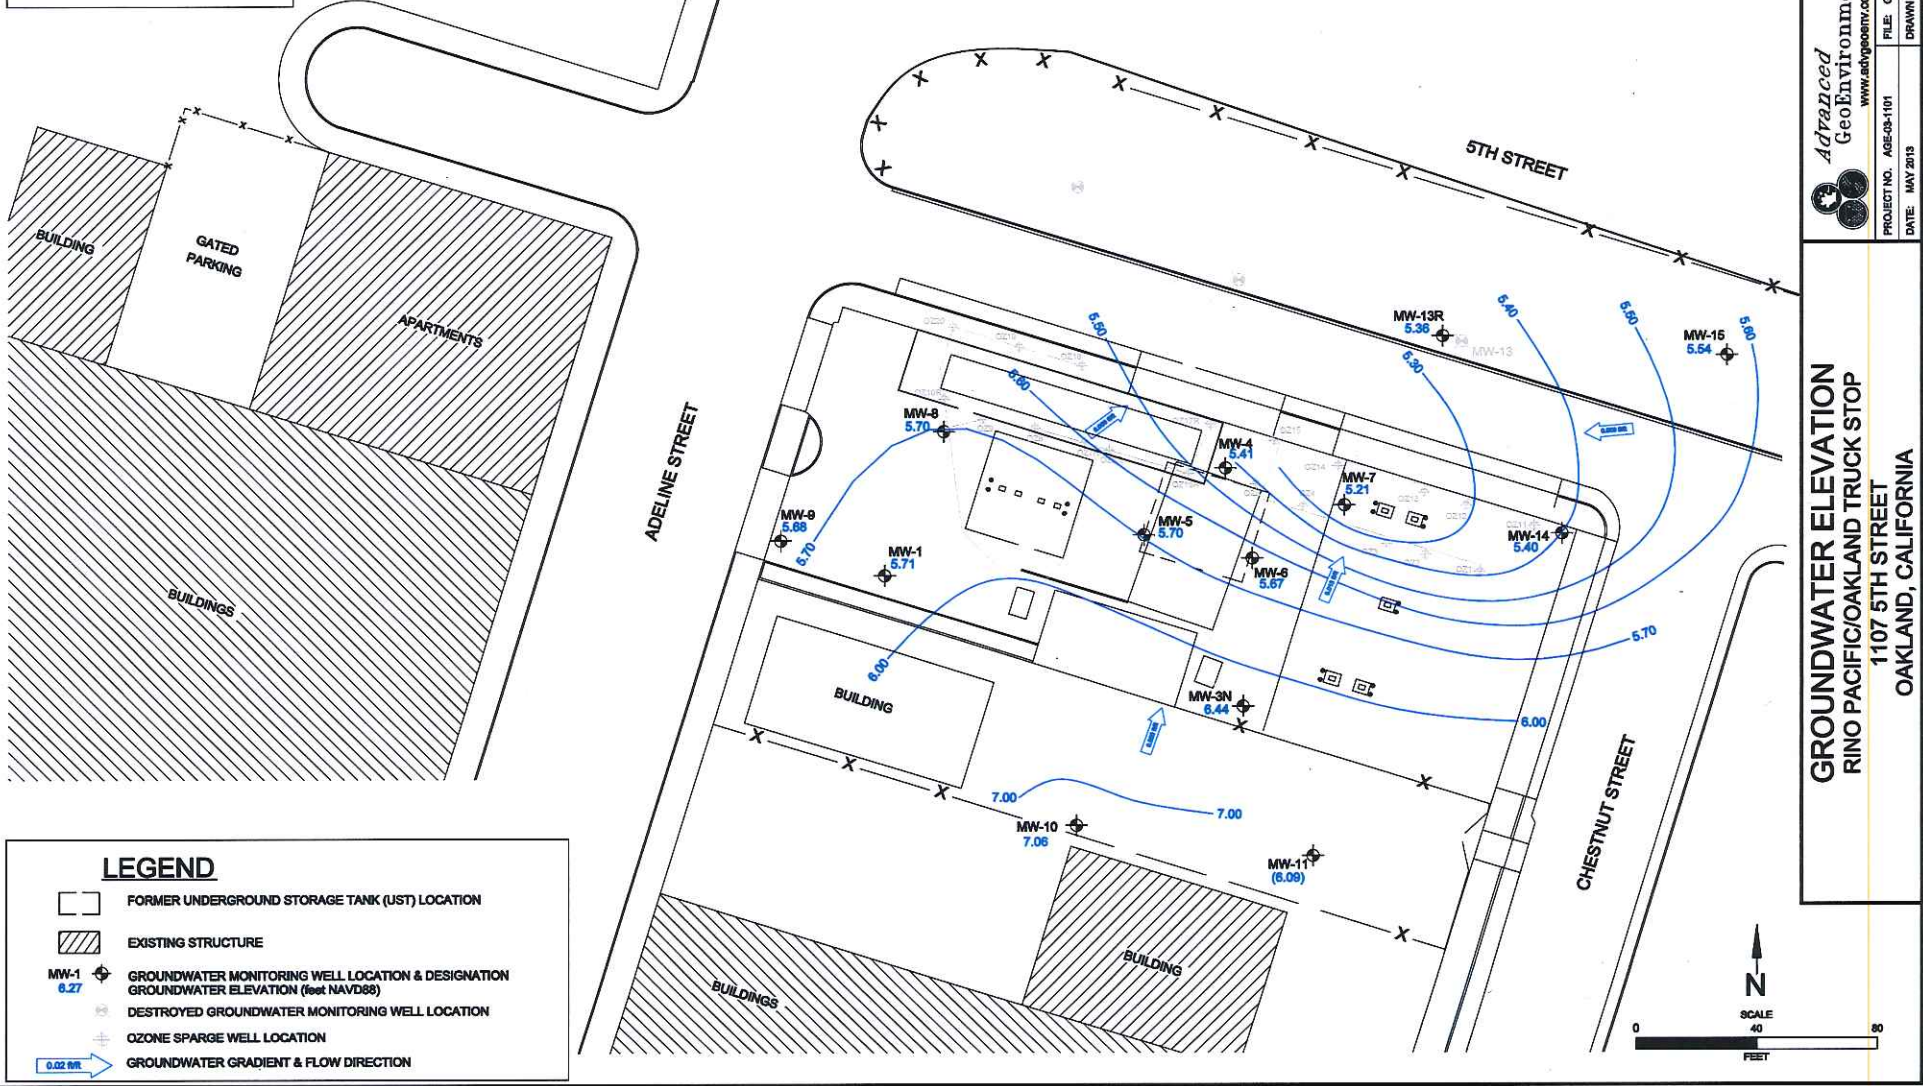 5TH STREET
BUILDING
GATED
PARKING
APARTMENTS
BUILDINGS
ADELINE STREET
MW-13R
5.36
MW-13
MW-15
5.54
5.40
5.50
5.60
5.30
5.50
5.60
MW-8
5.70
MW-4
5.41
MW-7
5.21
MW-9
5.68
5.70
MW-1
5.71
MW-5
5.70
MW-6
5.67
MW-14
5.40
OZ14
OZ12
OZ11
5.70
6.00
BUILDING
MW-3N
6.44
6.00
7.00
7.00
MW-10
7.06
MW-11
(6.09)
CHESTNUT STREET
BUILDING
BUILDINGS
LEGEND
FORMER UNDERGROUND STORAGE TANK (UST) LOCATION
EXISTING STRUCTURE
MW-1
6.27
GROUNDWATER MONITORING WELL LOCATION & DESIGNATION
GROUNDWATER ELEVATION (feet NAVD88)
DESTROYED GROUNDWATER MONITORING WELL LOCATION
OZONE SPARGE WELL LOCATION
0.02 ft/ft
GROUNDWATER GRADIENT & FLOW DIRECTION
N
SCALE
0 40 80
FEET
Advanced
PROJECT NO. AGE-03-1101
FILE:
DATE: MAY 2013
DRAWN
GROUNDWATER ELEVATION
RINO PACIFIC/OAKLAND TRUCK STOP
1107 5TH STREET
OAKLAND, CALIFORNIA